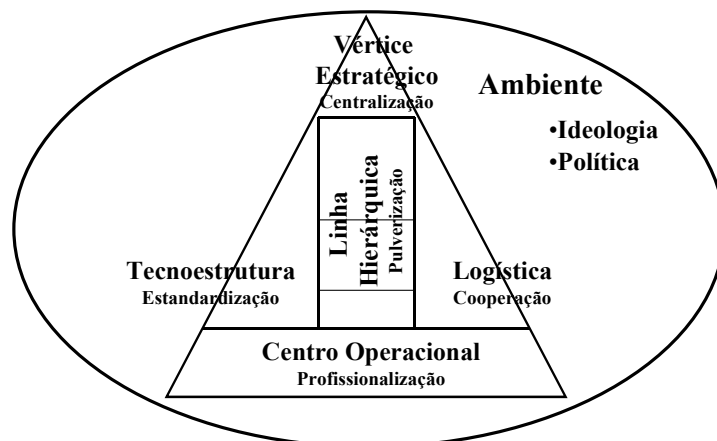 Vértice
Estratégico
Centralização
Ambiente
•Ideologia
•Política
Linha
Hierárquica
Pulverização
Tecnoestrutura
Estandardização
Logística
Cooperação
Centro Operacional
Profissionalização